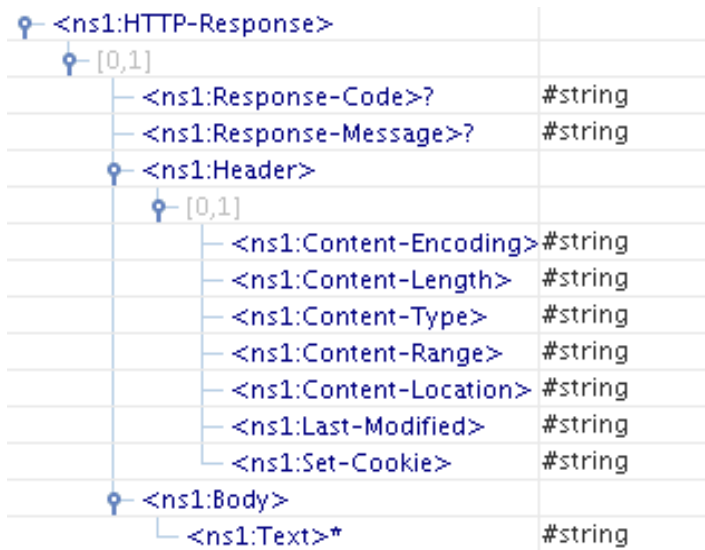 <ns1:HTTP-Response>
[0,1]
<ns1:Response-Code>? #string
<ns1:Response-Message>? #string
<ns1:Header>
[0,1]
<ns1:Content-Encoding> #string
<ns1:Content-Length> #string
<ns1:Content-Type> #string
<ns1:Content-Range> #string
<ns1:Content-Location> #string
<ns1:Last-Modified> #string
<ns1:Set-Cookie> #string
<ns1:Body>
<ns1:Text>* #string